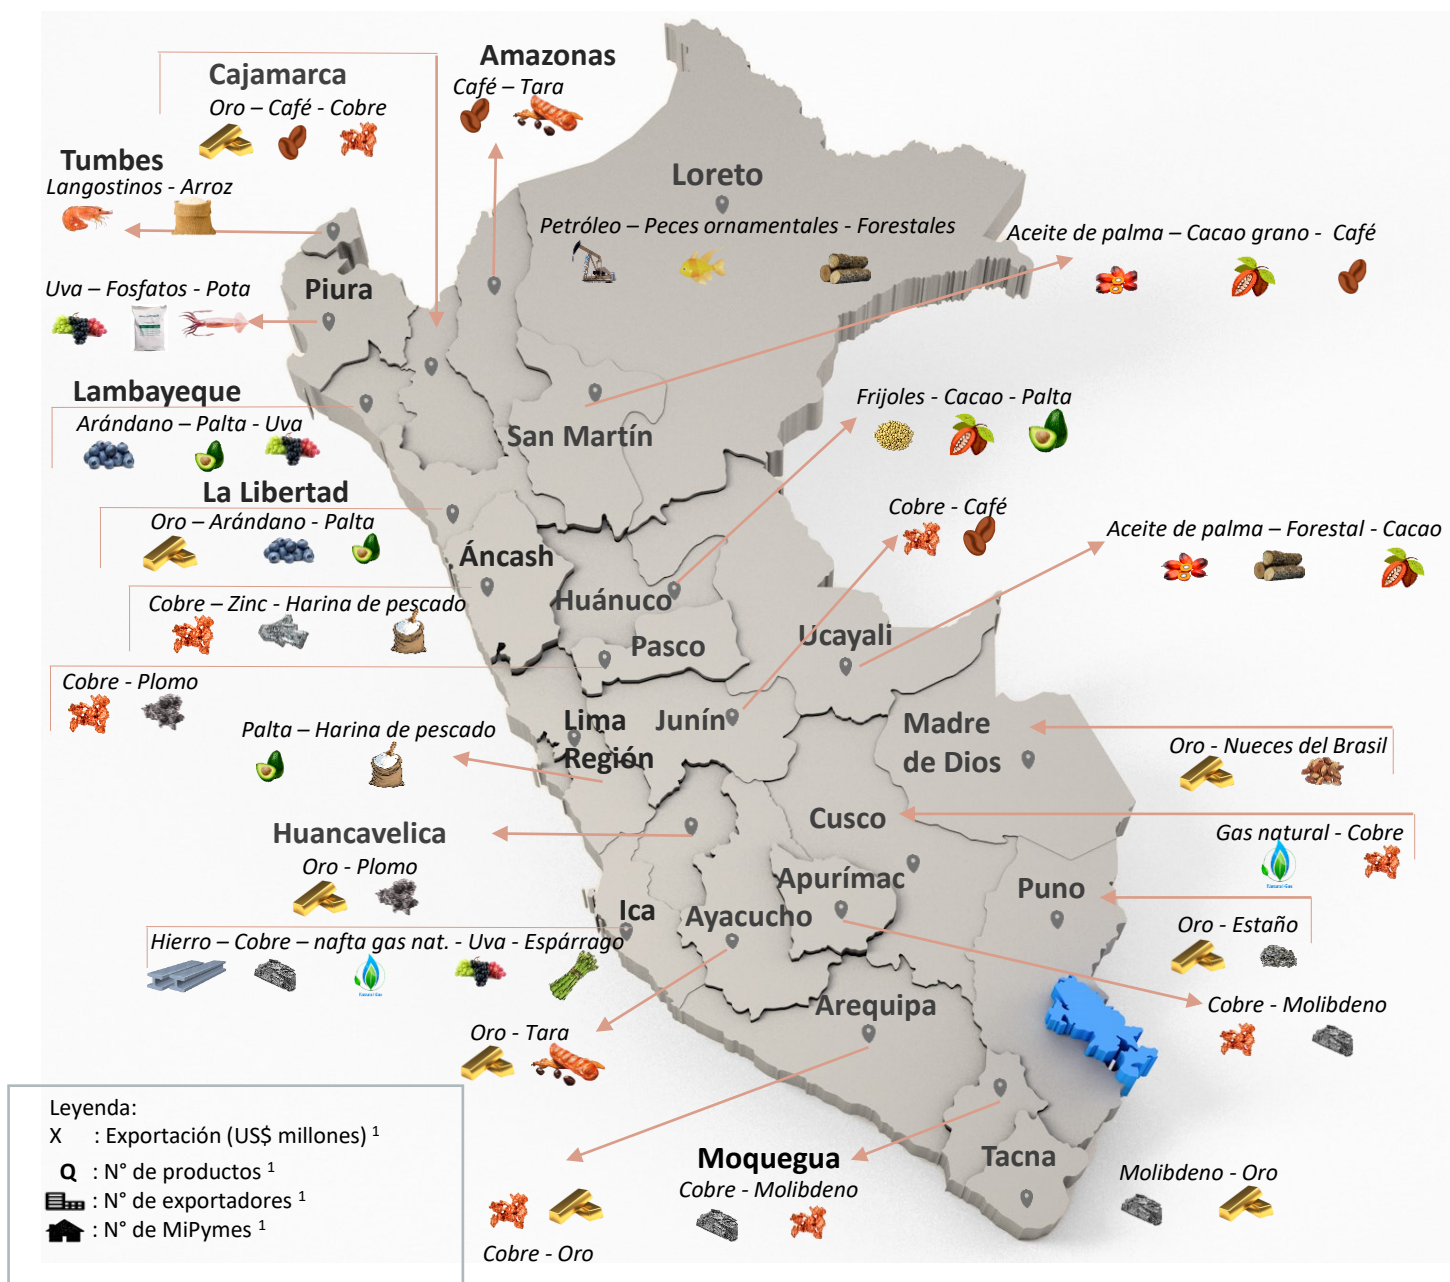 Amazonas
Café – Tara
Cajamarca
Oro – Café - Cobre
Tumbes
Langostinos - Arroz
Loreto
Petróleo – Peces ornamentales - Forestales
Aceite de palma – Cacao grano - Café
Uva – Fosfatos - Pota
Piura
Lambayeque
Arándano – Palta - Uva
San Martín
Frijoles - Cacao - Palta
La Libertad
Oro – Arándano - Palta
Cobre - Café
Aceite de palma – Forestal - Cacao
Áncash
Cobre – Zinc - Harina de pescado
Huánuco
Pasco
Ucayali
Cobre - Plomo
Palta – Harina de pescado
Lima
Región
Junín
Madre
de Dios
Oro - Nueces del Brasil
Cusco
Gas natural - Cobre
Natural Gas
Huancavelica
Oro - Plomo
Apurímac
Puno
Ica
Ayacucho
Oro - Estaño
Hierro – Cobre – nafta gas nat. - Uva - Espárrago
Natural Gas
Arequipa
Cobre - Molibdeno
Oro - Tara
Leyenda:
X : Exportación (US$ millones) 1
Q : N° de productos 1
: N° de exportadores 1
: N° de MiPymes 1
Moquegua
Cobre - Molibdeno
Tacna
Molibdeno - Oro
Cobre - Oro